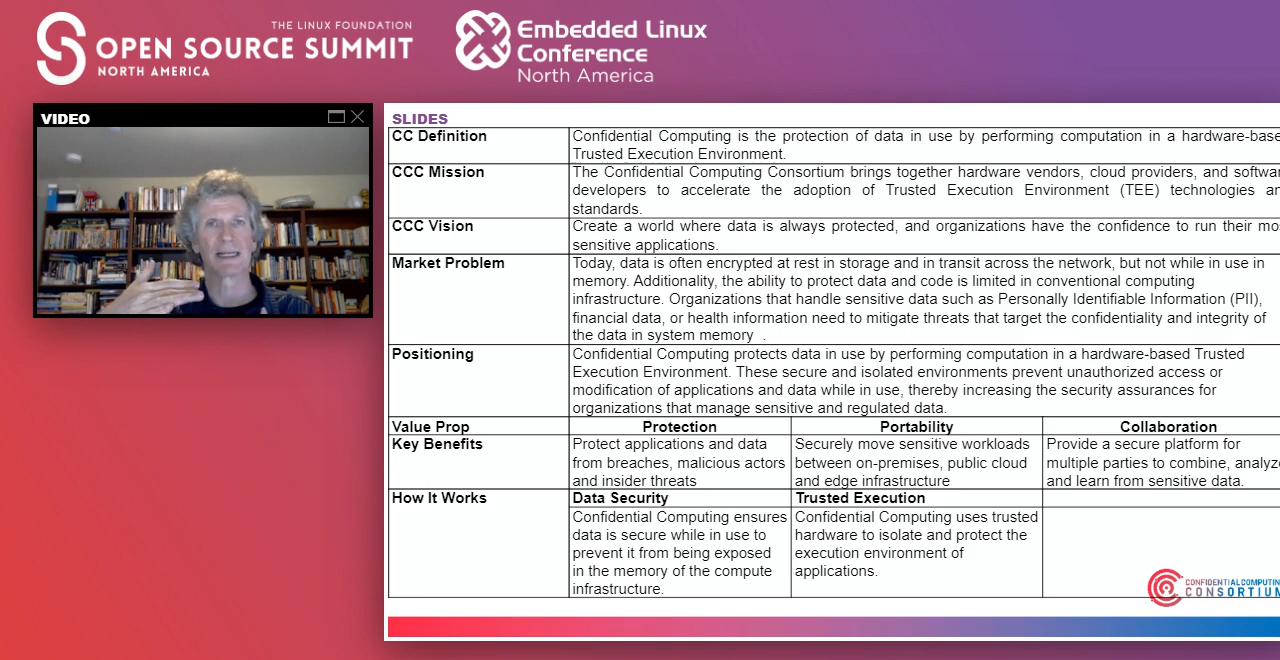 THE LINUX FOUNDATION
OPEN SOURCE SUMMIT
NORTH AMERICA
Embedded Linux
Conference
North America
VIDEO
SLIDES
CC Definition
Confidential Computing is the protection of data in use by performing computation in a hardware-base
Trusted Execution Environment.
CCC Mission
The Confidential Computing Consortium brings together hardware vendors, cloud providers, and softwar
developers to accelerate the adoption of Trusted Execution Environment (TEE) technologies an
standards.
CCC Vision
Create a world where data is always protected, and organizations have the confidence to run their mos
sensitive applications.
Market Problem
Today, data is often encrypted at rest in storage and in transit across the network, but not while in use in
memory. Additionality, the ability to protect data and code is limited in conventional computing
infrastructure. Organizations that handle sensitive data such as Personally Identifiable Information (PII),
financial data, or health information need to mitigate threats that target the confidentiality and integrity of
the data in system memory .
Positioning
Confidential Computing protects data in use by performing computation in a hardware-based Trusted
Execution Environment. These secure and isolated environments prevent unauthorized access or
modification of applications and data while in use, thereby increasing the security assurances for
organizations that manage sensitive and regulated data.
Value Prop
Protection
Portability
Collaboration
Key Benefits
Protect applications and data
from breaches, malicious actors
and insider threats
Securely move sensitive workloads
between on-premises, public cloud
and edge infrastructure
Provide a secure platform for
multiple parties to combine, analyze
and learn from sensitive data.
How It Works
Data Security
Trusted Execution
Confidential Computing ensures
data is secure while in use to
prevent it from being exposed
in the memory of the compute
infrastructure.
Confidential Computing uses trusted
hardware to isolate and protect the
execution environment of
applications.
CONFIDENTIAL COMPUTIN
CONSORTIUM